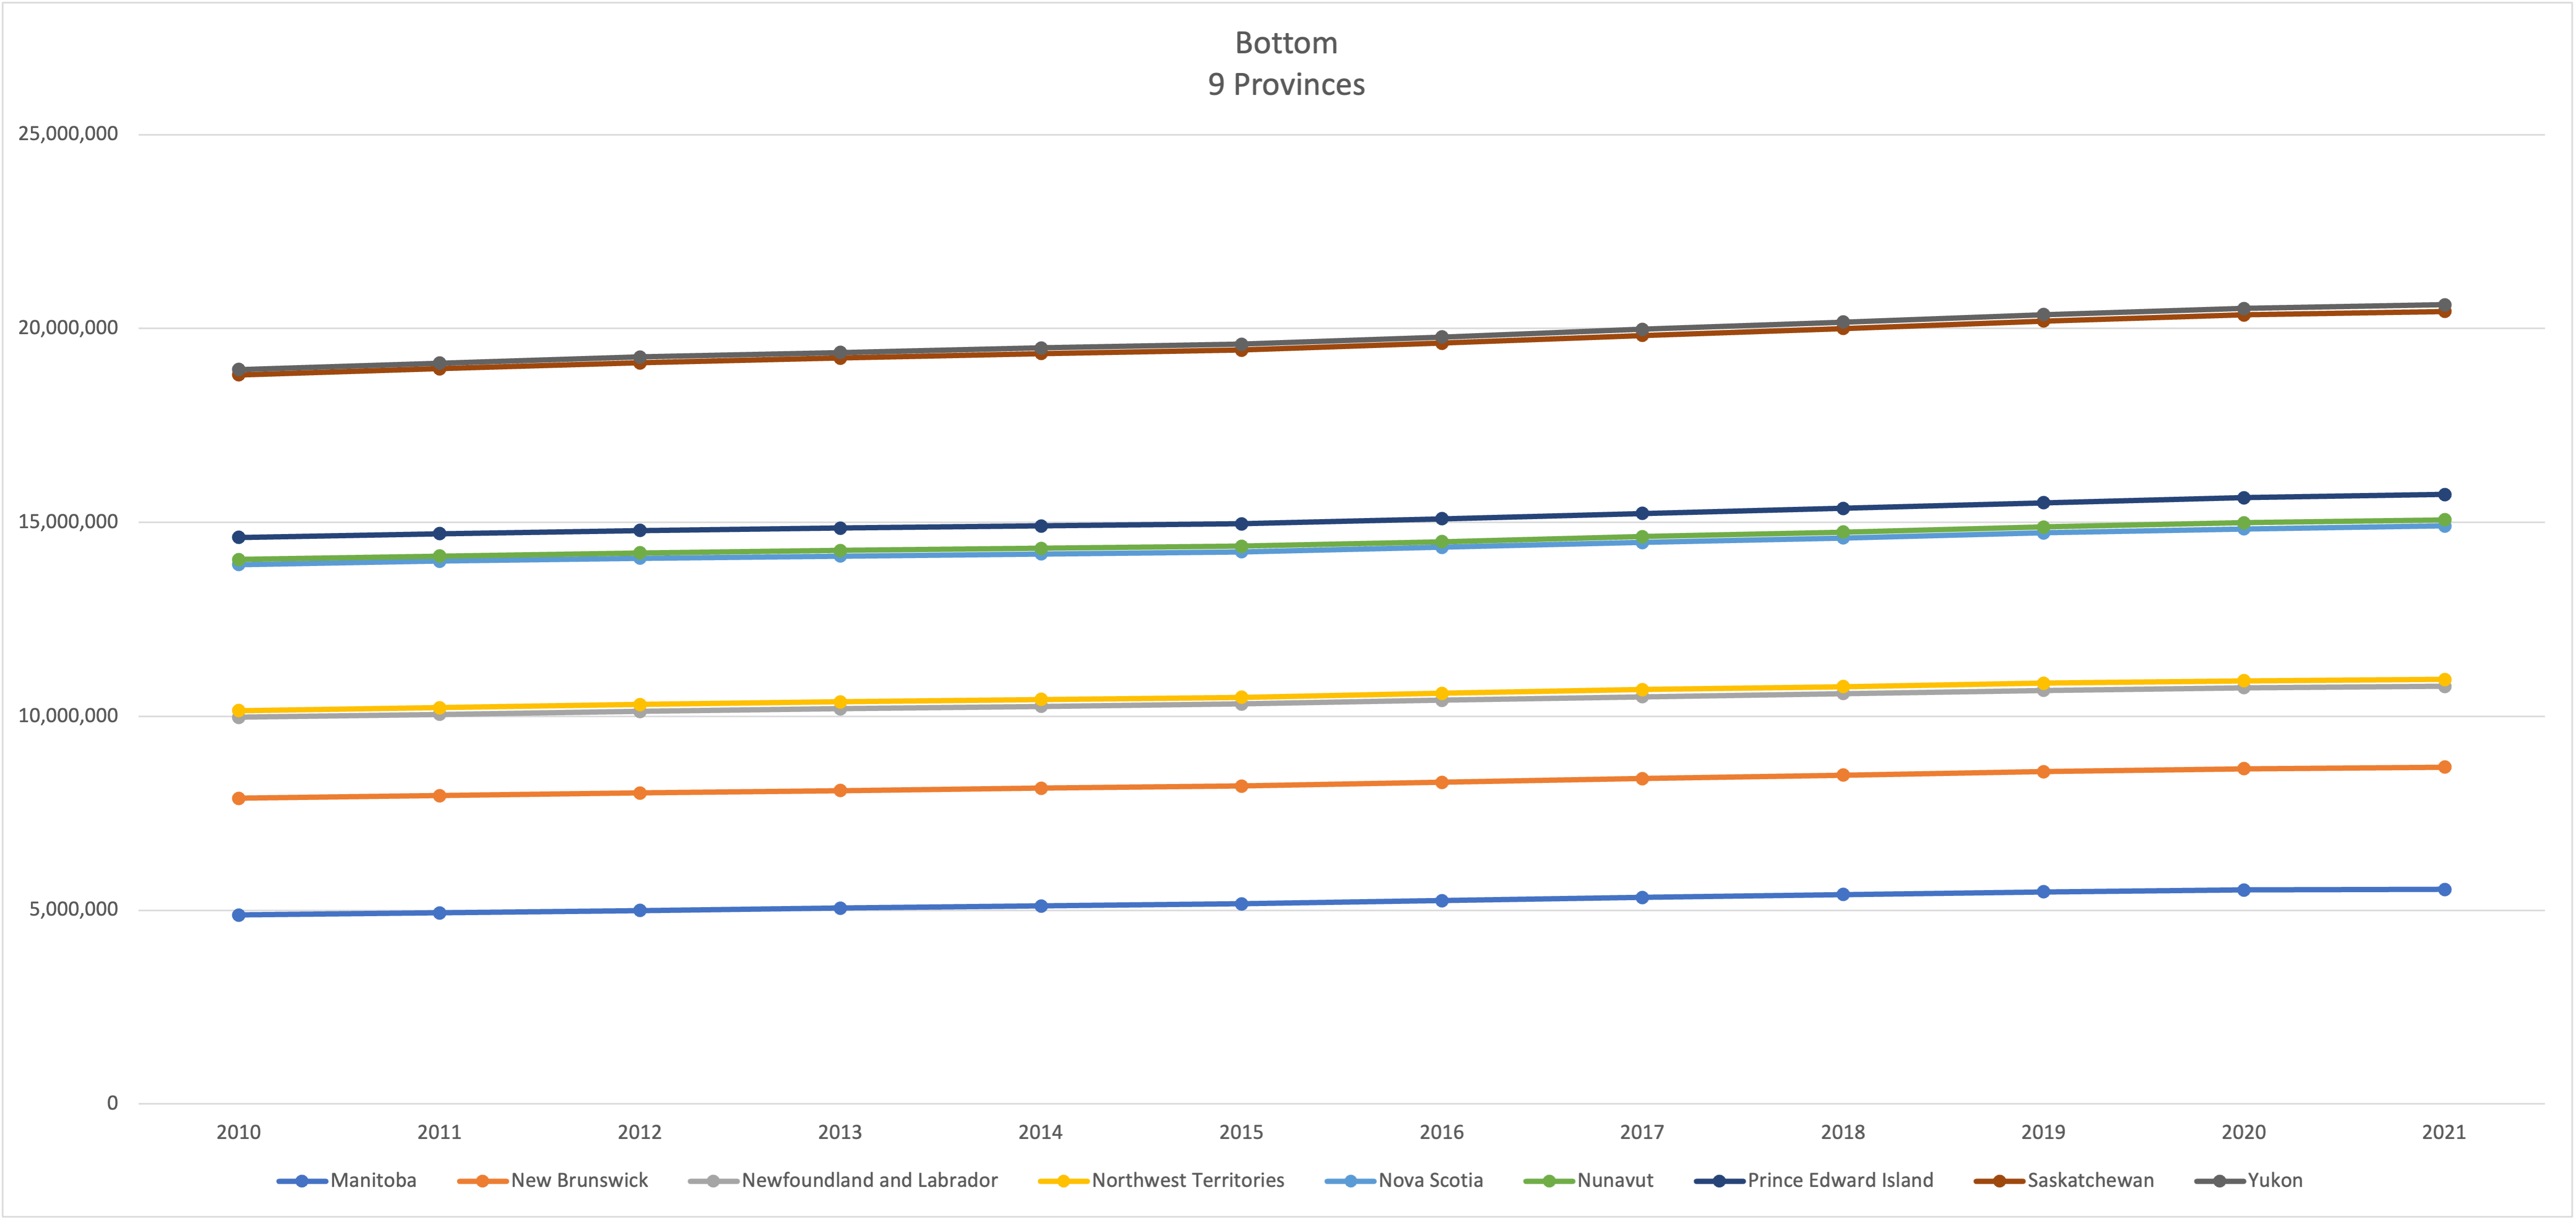 Bottom
9 Provinces
25,000,000
20,000,000
15,000,000
10,000,000
5,000,000
0
2010 2011 2012 2013 2014 2015 2016 2017 2018 2019 2020 2021
Manitoba New Brunswick Newfoundland and Labrador Northwest Territories Nova Scotia Nunavut Prince Edward Island Saskatchewan Yukon